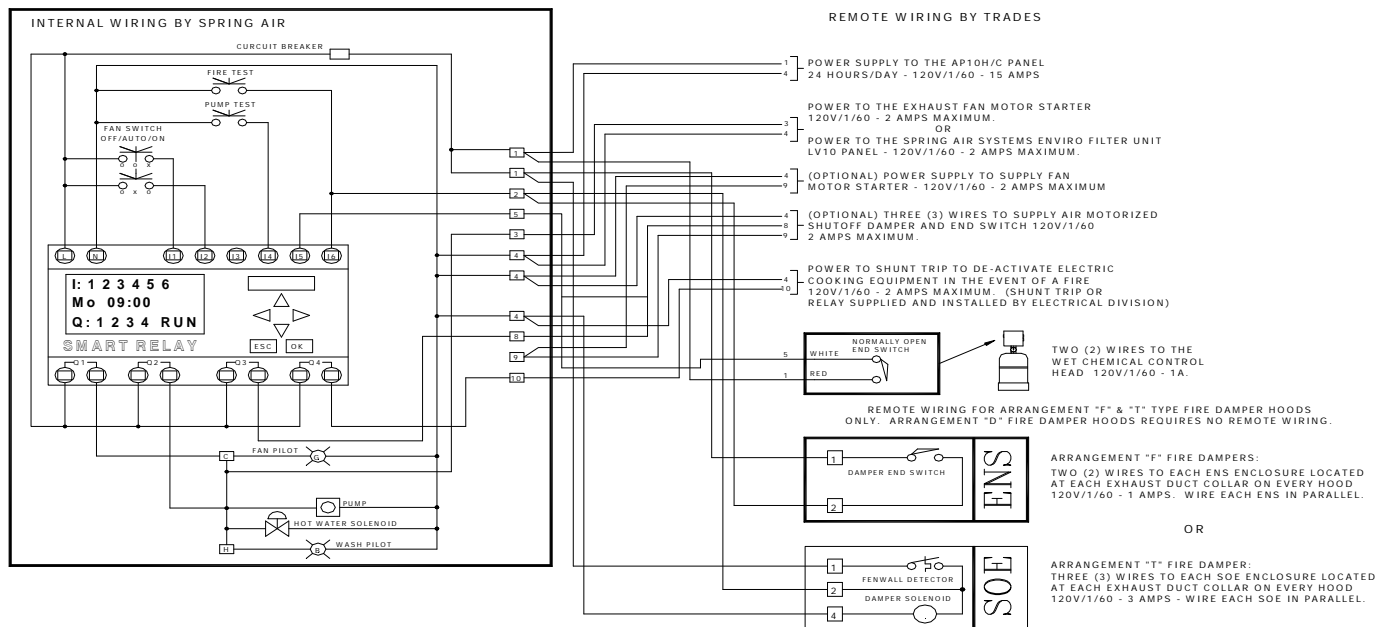 INTERNAL WIRING BY SPRING AIR
REMOTE WIRING BY TRADES
CURCUIT BREAKER
FIRE TEST
PUMP TEST
FAN SWITCH
OFF/AUTO/ON
O O X
O X O
L N I1 I2 I3 I4 I5 I6
I: 1 2 3 4 5 6
Mo 09:00
Q: 1 2 3 4 RUN
SMART RELAY
ESC OK
Q1 Q2 Q3 Q4
C
FAN PILOT
G
PUMP
HOT WATER SOLENOID
H
B
WASH PILOT
1
1
2
5
3
4
4
4
8
9
10
1
4
POWER SUPPLY TO THE AP10H/C PANEL
24 HOURS/DAY - 120V/1/60 - 15 AMPS
3
4
POWER TO THE EXHAUST FAN MOTOR STARTER
120V/1/60 - 2 AMPS MAXIMUM.
OR
POWER TO THE SPRING AIR SYSTEMS ENVIRO FILTER UNIT
LV10 PANEL - 120V/1/60 - 2 AMPS MAXIMUM.
4
9
(OPTIONAL) POWER SUPPLY TO SUPPLY FAN
MOTOR STARTER - 120V/1/60 - 2 AMPS MAXIMUM
4
8
9
(OPTIONAL) THREE (3) WIRES TO SUPPLY AIR MOTORIZED
SHUTOFF DAMPER AND END SWITCH 120V/1/60
2 AMPS MAXIMUM.
4
10
POWER TO SHUNT TRIP TO DE-ACTIVATE ELECTRIC
COOKING EQUIPMENT IN THE EVENT OF A FIRE
120V/1/60 - 2 AMPS MAXIMUM. (SHUNT TRIP OR
RELAY SUPPLIED AND INSTALLED BY ELECTRICAL DIVISION)
NORMALLY OPEN
END SWITCH
5 WHITE
1 RED
TWO (2) WIRES TO THE
WET CHEMICAL CONTROL
HEAD 120V/1/60 - 1A.
REMOTE WIRING FOR ARRANGEMENT "F" & "T" TYPE FIRE DAMPER HOODS
ONLY. ARRANGEMENT "D" FIRE DAMPER HOODS REQUIRES NO REMOTE WIRING.
1
DAMPER END SWITCH
2
ENS
ARRANGEMENT "F" FIRE DAMPERS:
TWO (2) WIRES TO EACH ENS ENCLOSURE LOCATED
AT EACH EXHAUST DUCT COLLAR ON EVERY HOOD
120V/1/60 - 1 AMPS. WIRE EACH ENS IN PARALLEL.
OR
1
FENWALL DETECTOR
2
DAMPER SOLENOID
4
SOE
ARRANGEMENT "T" FIRE DAMPER:
THREE (3) WIRES TO EACH SOE ENCLOSURE LOCATED
AT EACH EXHAUST DUCT COLLAR ON EVERY HOOD
120V/1/60 - 3 AMPS - WIRE EACH SOE IN PARALLEL.